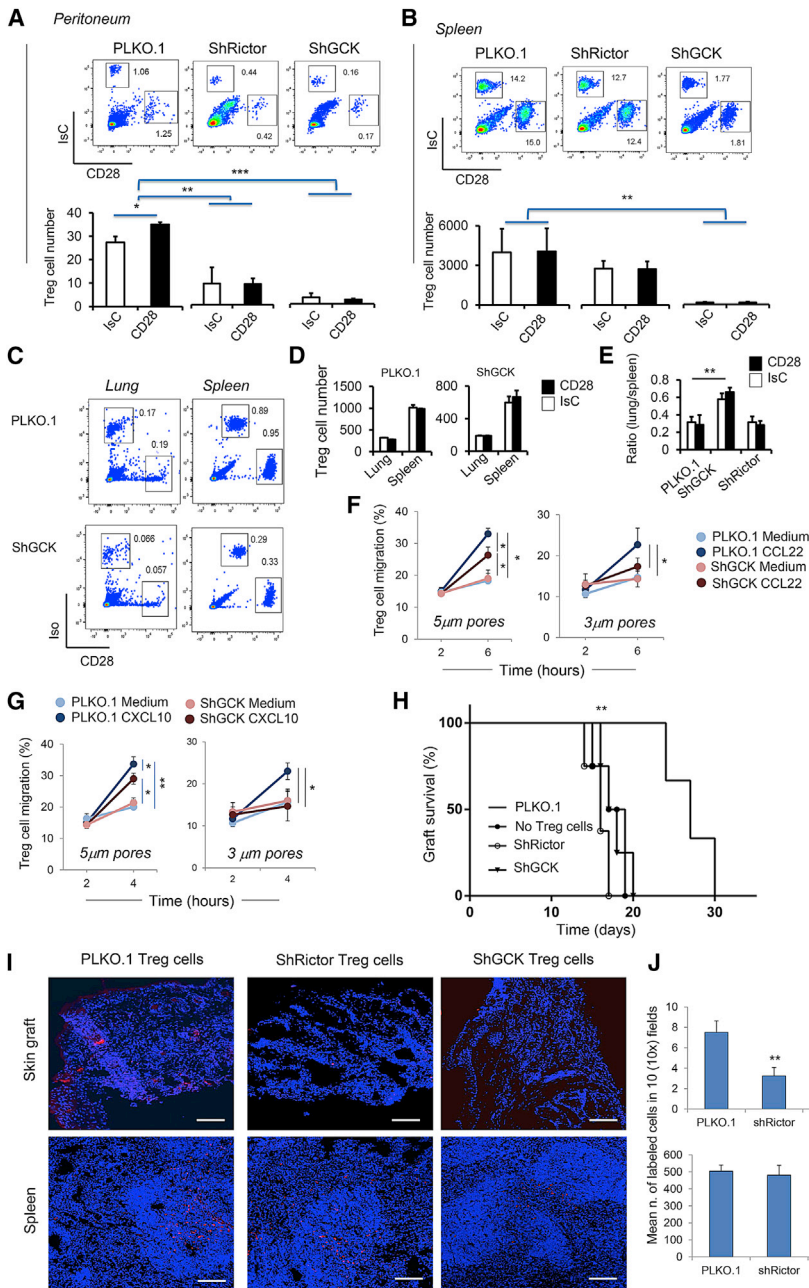 A
Peritoneum
PLKO.1 ShRictor ShGCK
1.06 0.44 0.16
1.25 0.42 0.17
IsC
CD28
***
**
*
Treg cell number
40
30
20
10
0
IsC CD28 IsC CD28 IsC CD28
B
Spleen
PLKO.1 ShRictor ShGCK
14.2 12.7 1.77
15.0 12.4 1.81
IsC
CD28
**
Treg cell number
6000
3000
0
IsC CD28 IsC CD28 IsC CD28
C
Lung Spleen
PLKO.1
0.17 0.89
0.19 0.95
ShGCK
0.066 0.29
0.057 0.33
Iso
CD28
D
PLKO.1 ShGCK
CD28
IsC
Treg cell number
1500
1000
500
0
800
400
0
Lung Spleen Lung Spleen
E
CD28
IsC
**
Ratio (lung/spleen)
0.8
0.6
0.4
0.2
0
PLKO.1 ShGCK ShRictor
F
Treg cell migration (%)
40
30
20
10
0
30
20
10
0
* * *
*
5μm pores 3μm pores
2 6 2 6
Time (hours)
PLKO.1 Medium
PLKO.1 CCL22
ShGCK Medium
ShGCK CCL22
G
PLKO.1 Medium ShGCK Medium
PLKO.1 CXCL10 ShGCK CXCL10
Treg cell migration (%)
40
30
20
10
0
30
20
10
0
* * **
*
5μm pores 3 μm pores
2 4 2 4
Time (hours)
H
**
Graft survival (%)
100
50
0
PLKO.1
No Treg cells
ShRictor
ShGCK
0 10 20 30
Time (days)
I
PLKO.1 Treg cells ShRictor Treg cells ShGCK Treg cells
Skin graft
Spleen
J
Mean n. of labeled cells in 10 (10x) fields
10
8
6
4
2
0
**
PLKO.1 shRictor
600
500
400
300
200
100
0
PLKO.1 shRictor